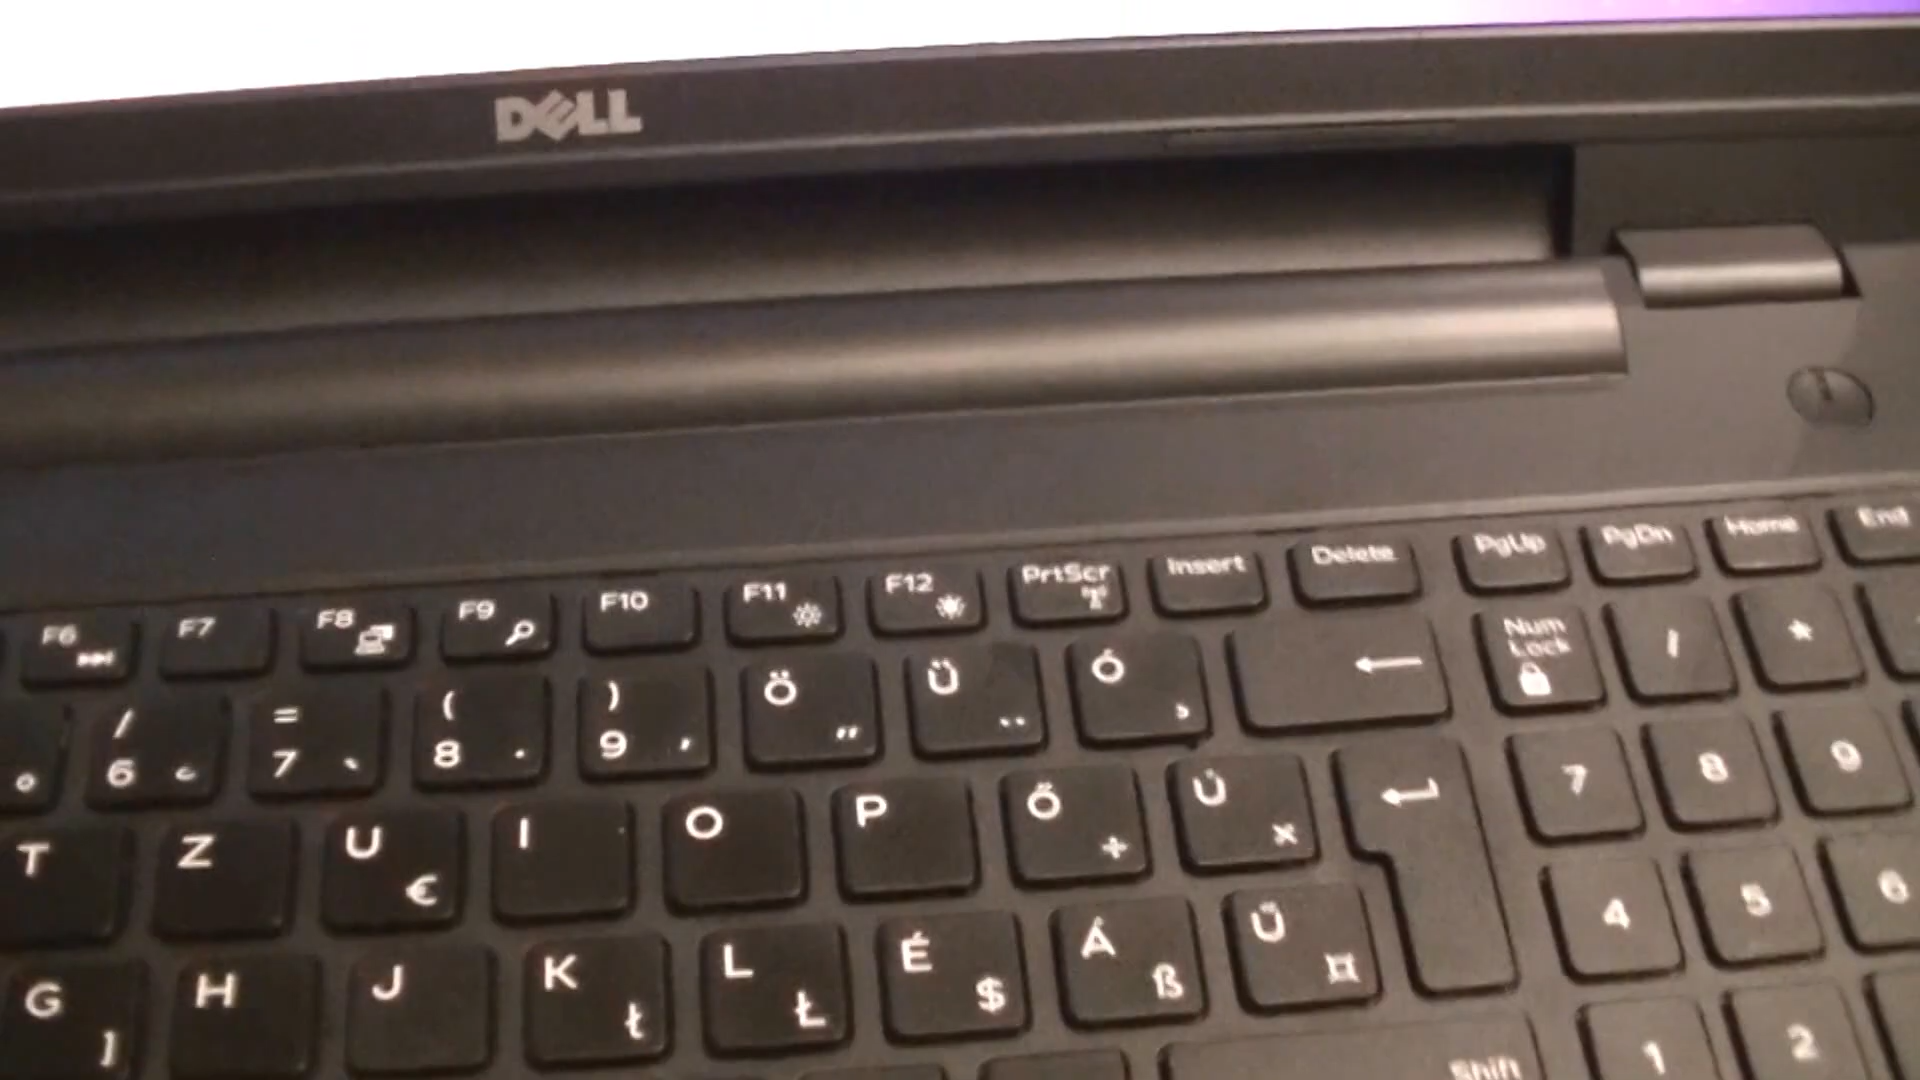 DELL
F6 F7 F8 F9 F10 F11 F12 PrtScr Insert Delete PgUp PgDn Home End
/ 6 = 7 ( 8 ) 9 Ö " Ü ¨ Ó ¸ ← Num Lock / *
T Z U € I O P Ő ÷ Ú × 7 8 9
G ] H J K ł L Ł É $ Á ß Ű ¤ 4 5 6
Shift 1 2